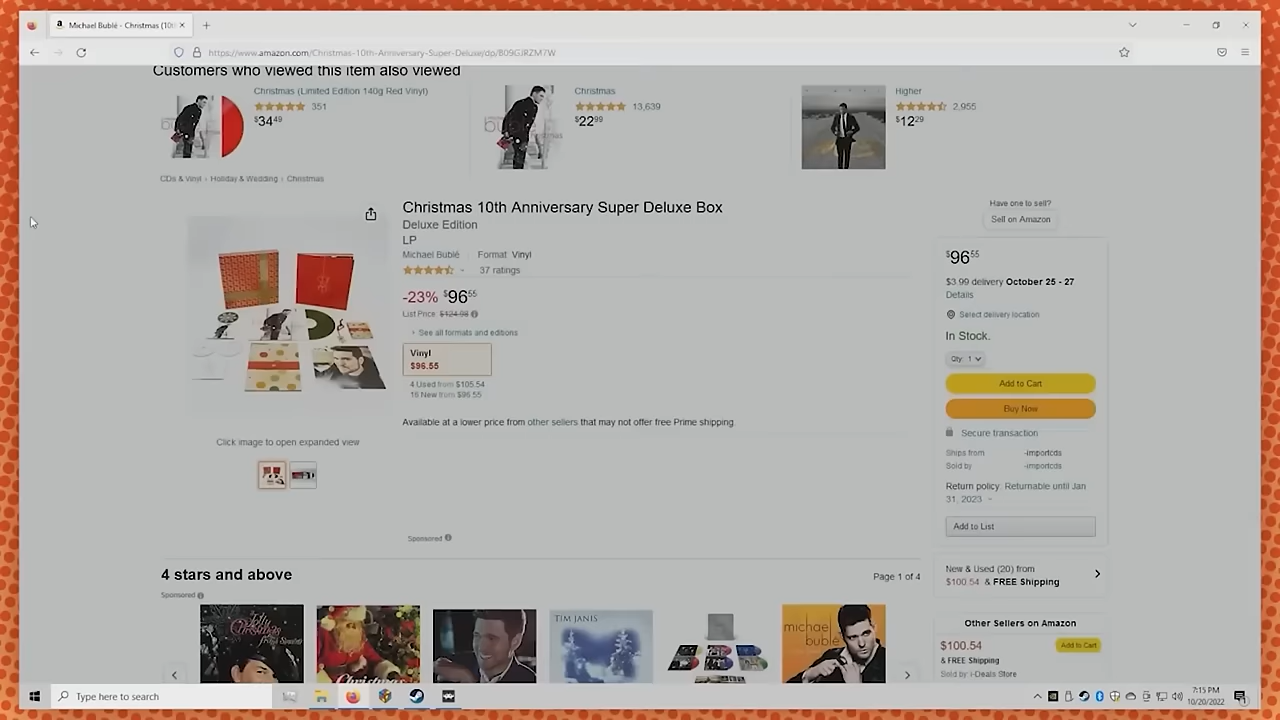 Michael Bublé - Christmas (10t
https://www.amazon.com/Christmas-10th-Anniversary-Super-Deluxe/dp/B09GJRZM7W
Customers who viewed this item also viewed
Christmas (Limited Edition 140g Red Vinyl)
351
$34.49
Christmas
13,639
$22.99
Higher
2,955
$12.29
CDs & Vinyl › Holiday & Wedding › Christmas
Christmas 10th Anniversary Super Deluxe Box
Deluxe Edition
LP
Michael Bublé Format Vinyl
37 ratings
-23% $96.55
List Price: $124.98
See all formats and editions
Vinyl
$96.55
4 Used from $105.54
16 New from $96.55
Available at a lower price from other sellers that may not offer free Prime shipping.
Click image to open expanded view
Sponsored
Have one to sell?
Sell on Amazon
$96.55
$3.99 delivery October 25 - 27
Details
Select delivery location
In Stock.
Qty: 1
Add to Cart
Buy Now
Secure transaction
Ships from -importcds
Sold by -importcds
Return policy: Returnable until Jan
31, 2023
Add to List
New & Used (20) from
$100.54 & FREE Shipping
Other Sellers on Amazon
$100.54 Add to Cart
& FREE Shipping
Sold by: i-Deals Store
4 stars and above
Page 1 of 4
Sponsored
Jolly
Christmas
Christmas
TIM JANIS
michael
bublé
Type here to search
7:15 PM
10/20/2022